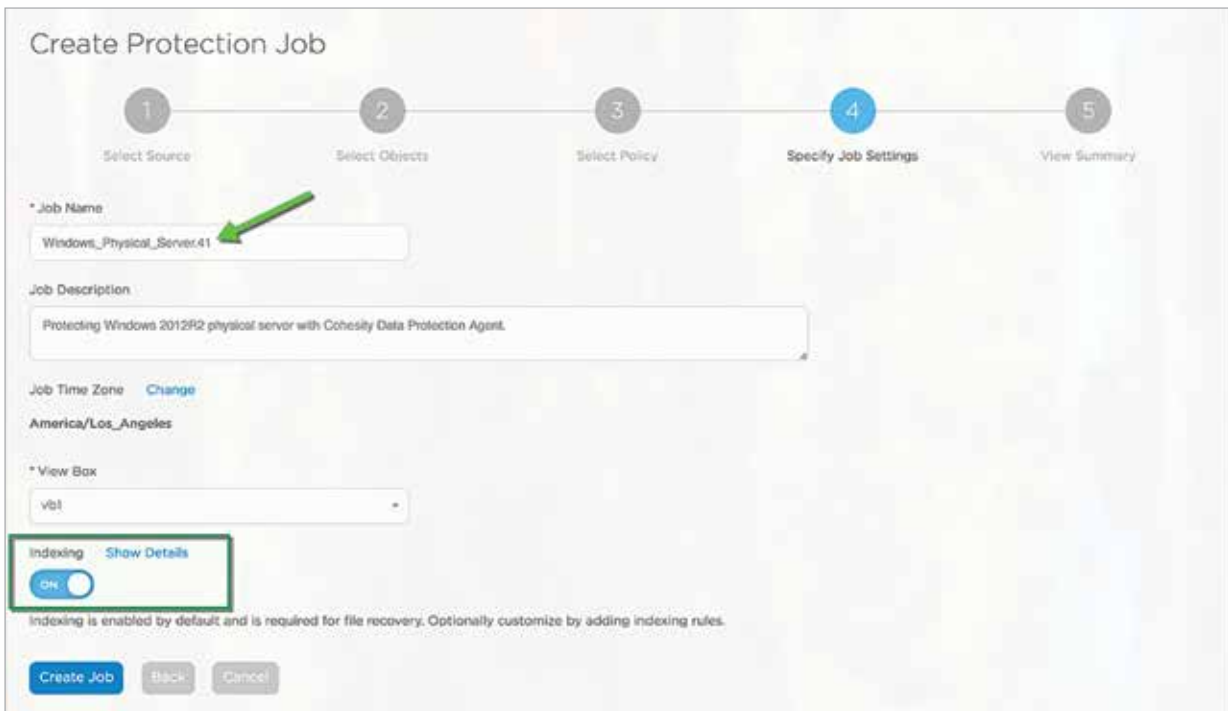 Create Protection Job
1 2 3 4 5
Select Source Select Objects Select Policy Specify Job Settings View Summary
* Job Name
Windows_Physical_Server.41
Job Description
Protecting Windows 2012R2 physical server with Cohesity Data Protection Agent.
Job Time Zone Change
America/Los_Angeles
* View Box
vb1
Indexing Show Details
ON
Indexing is enabled by default and is required for file recovery. Optionally customize by adding indexing rules.
Create Job Back Cancel